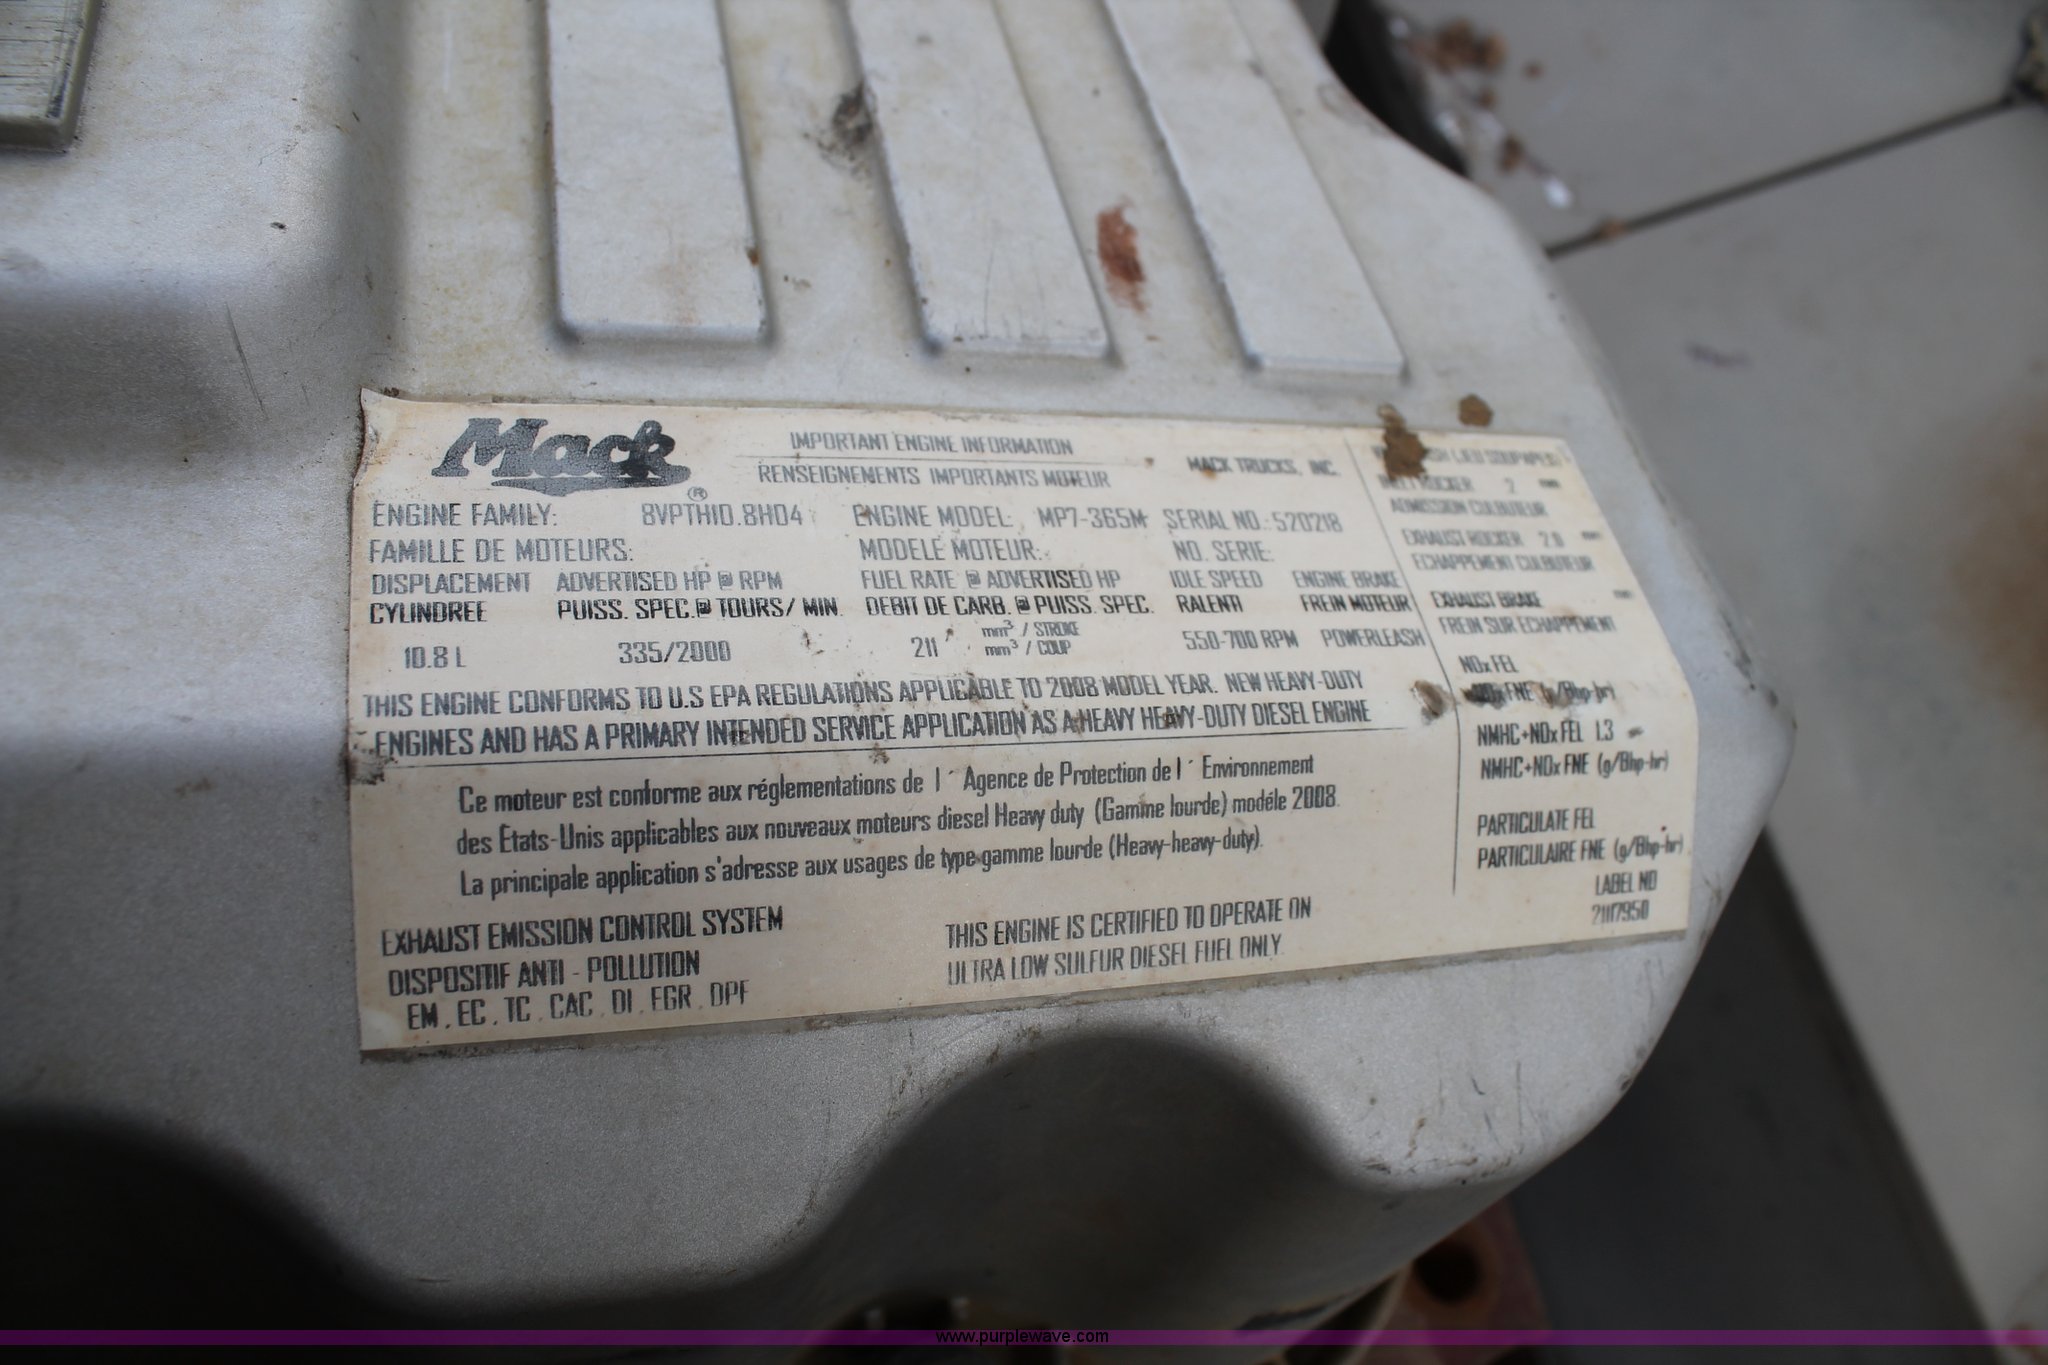 Mack ®
IMPORTANT ENGINE INFORMATION
RENSEIGNEMENTS IMPORTANTS MOTEUR
MACK TRUCKS, INC.
ENGINE FAMILY: 8VPTH10.8H04 ENGINE MODEL: MP7-365M SERIAL NO.: 520218
FAMILLE DE MOTEURS: MODELE MOTEUR: NO. SERIE:
DISPLACEMENT ADVERTISED HP @ RPM FUEL RATE @ ADVERTISED HP IDLE SPEED ENGINE BRAKE
CYLINDREE PUISS. SPEC.@ TOURS/ MIN. DEBIT DE CARB. @ PUISS. SPEC. RALENTI FREIN MOTEUR
10.8 L 335/2000 211 mm³ / STROKE 550-700 RPM POWERLEASH
mm³ / COUP
THIS ENGINE CONFORMS TO U.S EPA REGULATIONS APPLICABLE TO 2008 MODEL YEAR. NEW HEAVY-DUTY
ENGINES AND HAS A PRIMARY INTENDED SERVICE APPLICATION AS A HEAVY HEAVY-DUTY DIESEL ENGINE
Ce moteur est conforme aux réglementations de l ´ Agence de Protection de l ´ Environnement
des Etats-Unis applicables aux nouveaux moteurs diesel Heavy duty (Gamme lourde) modéle 2008.
La principale application s'adresse aux usages de type gamme lourde (Heavy-heavy-duty).
EXHAUST EMISSION CONTROL SYSTEM
DISPOSITIF ANTI - POLLUTION
EM , EC , TC , CAC , DI , EGR , DPF
THIS ENGINE IS CERTIFIED TO OPERATE ON
ULTRA LOW SULFUR DIESEL FUEL ONLY.
SOUPAPES)
INLET ROCKER 2 mm
ADMISSION CULBUTEUR
EXHAUST ROCKER mm
ECHAPPEMENT CULBUTEUR
EXHAUST BRAKE mm
FREIN SUR ECHAPPEMENT
NOx FEL
NOx FNE (g/Bhp-hr)
NMHC+NOx FEL 1.3
NMHC+NOx FNE (g/Bhp-hr)
PARTICULATE FEL
PARTICULAIRE FNE (g/Bhp-hr)
LABEL NO
21117950
www.purplewave.com